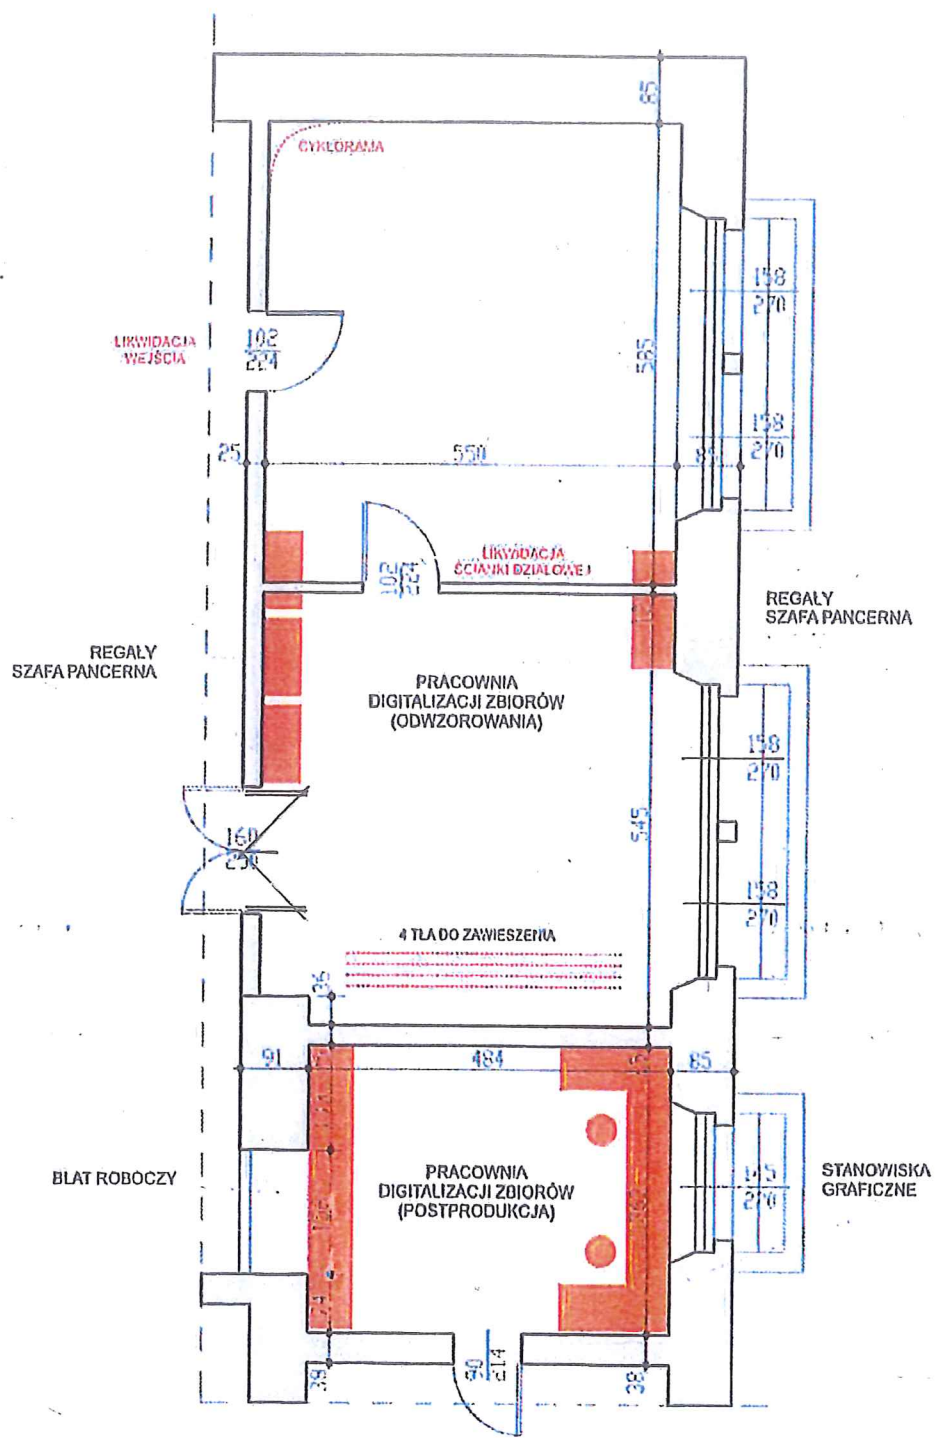 85
CYKLORAMA
158
270
LIKWIDACJA
WEJŚCIA
102
224
585
158
270
25
550
85
LIKWIDACJA
ŚCIANKI DZIAŁOWEJ
102
224
REGAŁY
SZAFA PANCERNA
REGAŁY
SZAFA PANCERNA
PRACOWNIA
DIGITALIZACJI ZBIORÓW
(ODWZOROWANIA)
158
270
160
250
545
158
270
4 TŁA DO ZAWIESZENIA
36
91
484
85
BLAT ROBOCZY
PRACOWNIA
DIGITALIZACJI ZBIORÓW
(POSTPRODUKCJA)
270
STANOWISKA
GRAFICZNE
74
90
214
38
38